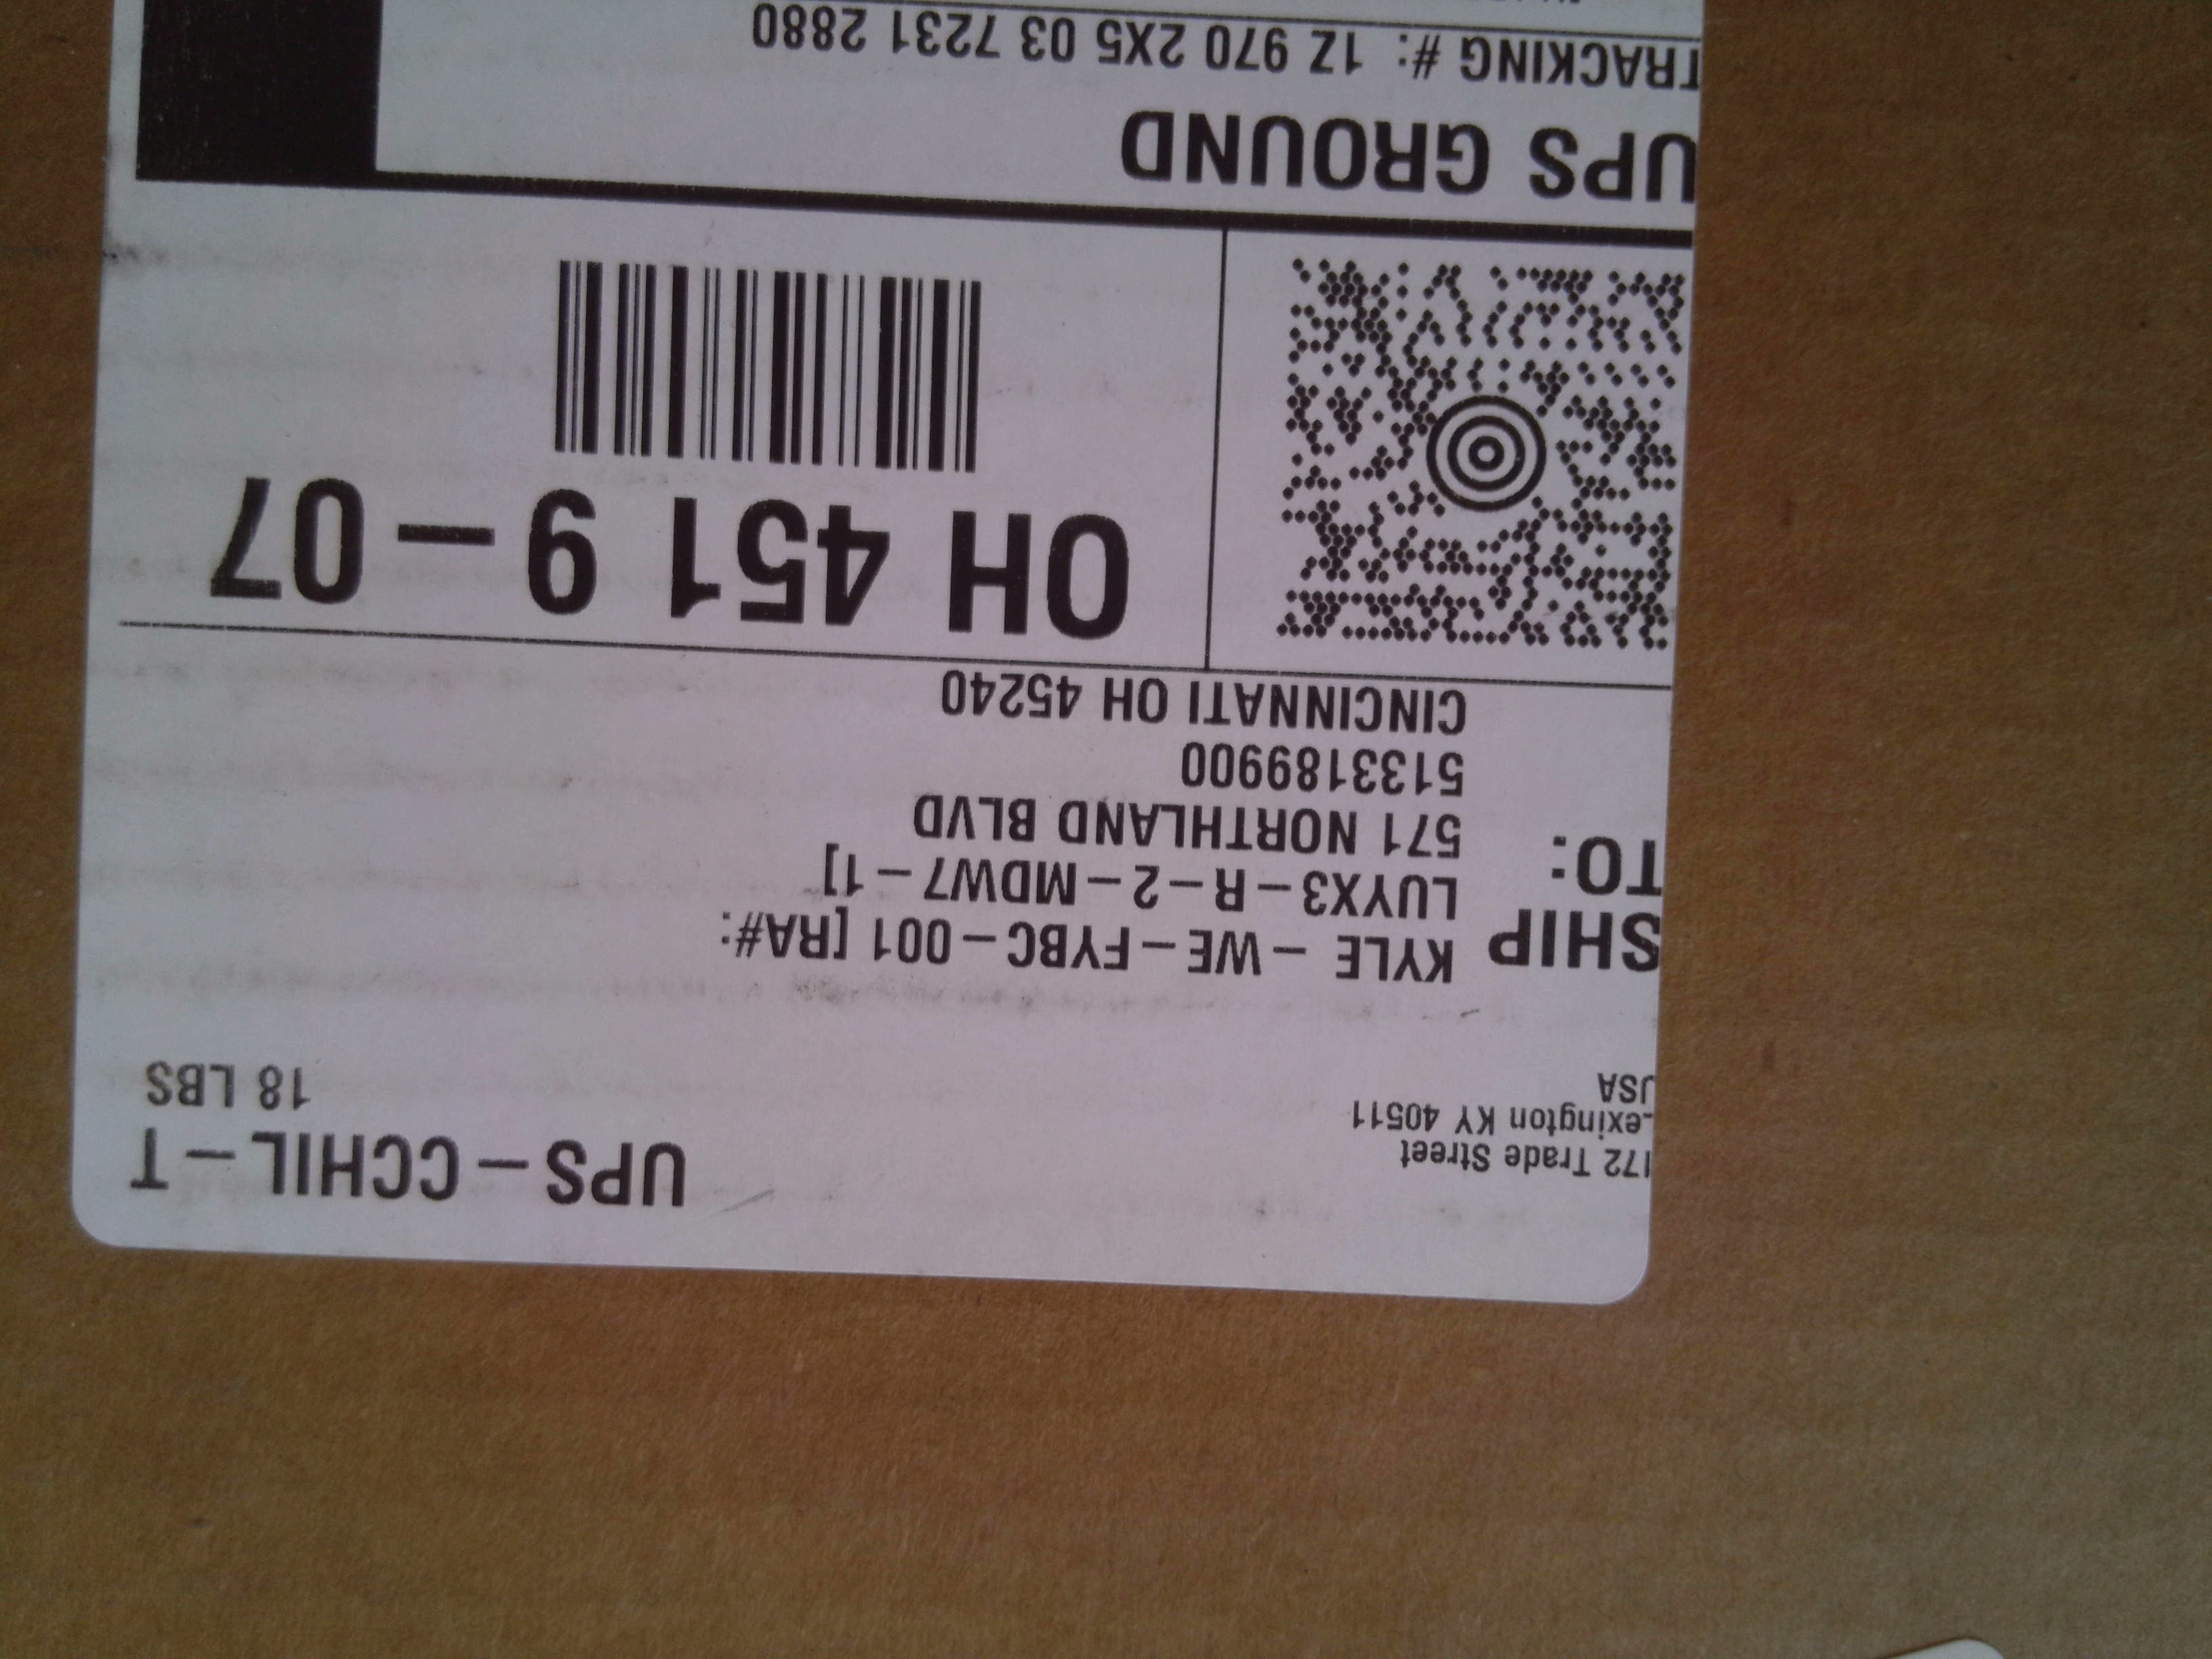 172 Trade Street
Lexington KY 40511
USA
UPS-CCHIL-T
18 LBS
SHIP TO:
KYLE - WE-FYBC-001 [RA#:
LUYX3-R-2-MDW7-1]
571 NORTHLAND BLVD
5133189900
CINCINNATI OH 45240
OH 451 9-07
UPS GROUND
TRACKING #: 1Z 970 2X5 03 7231 2880